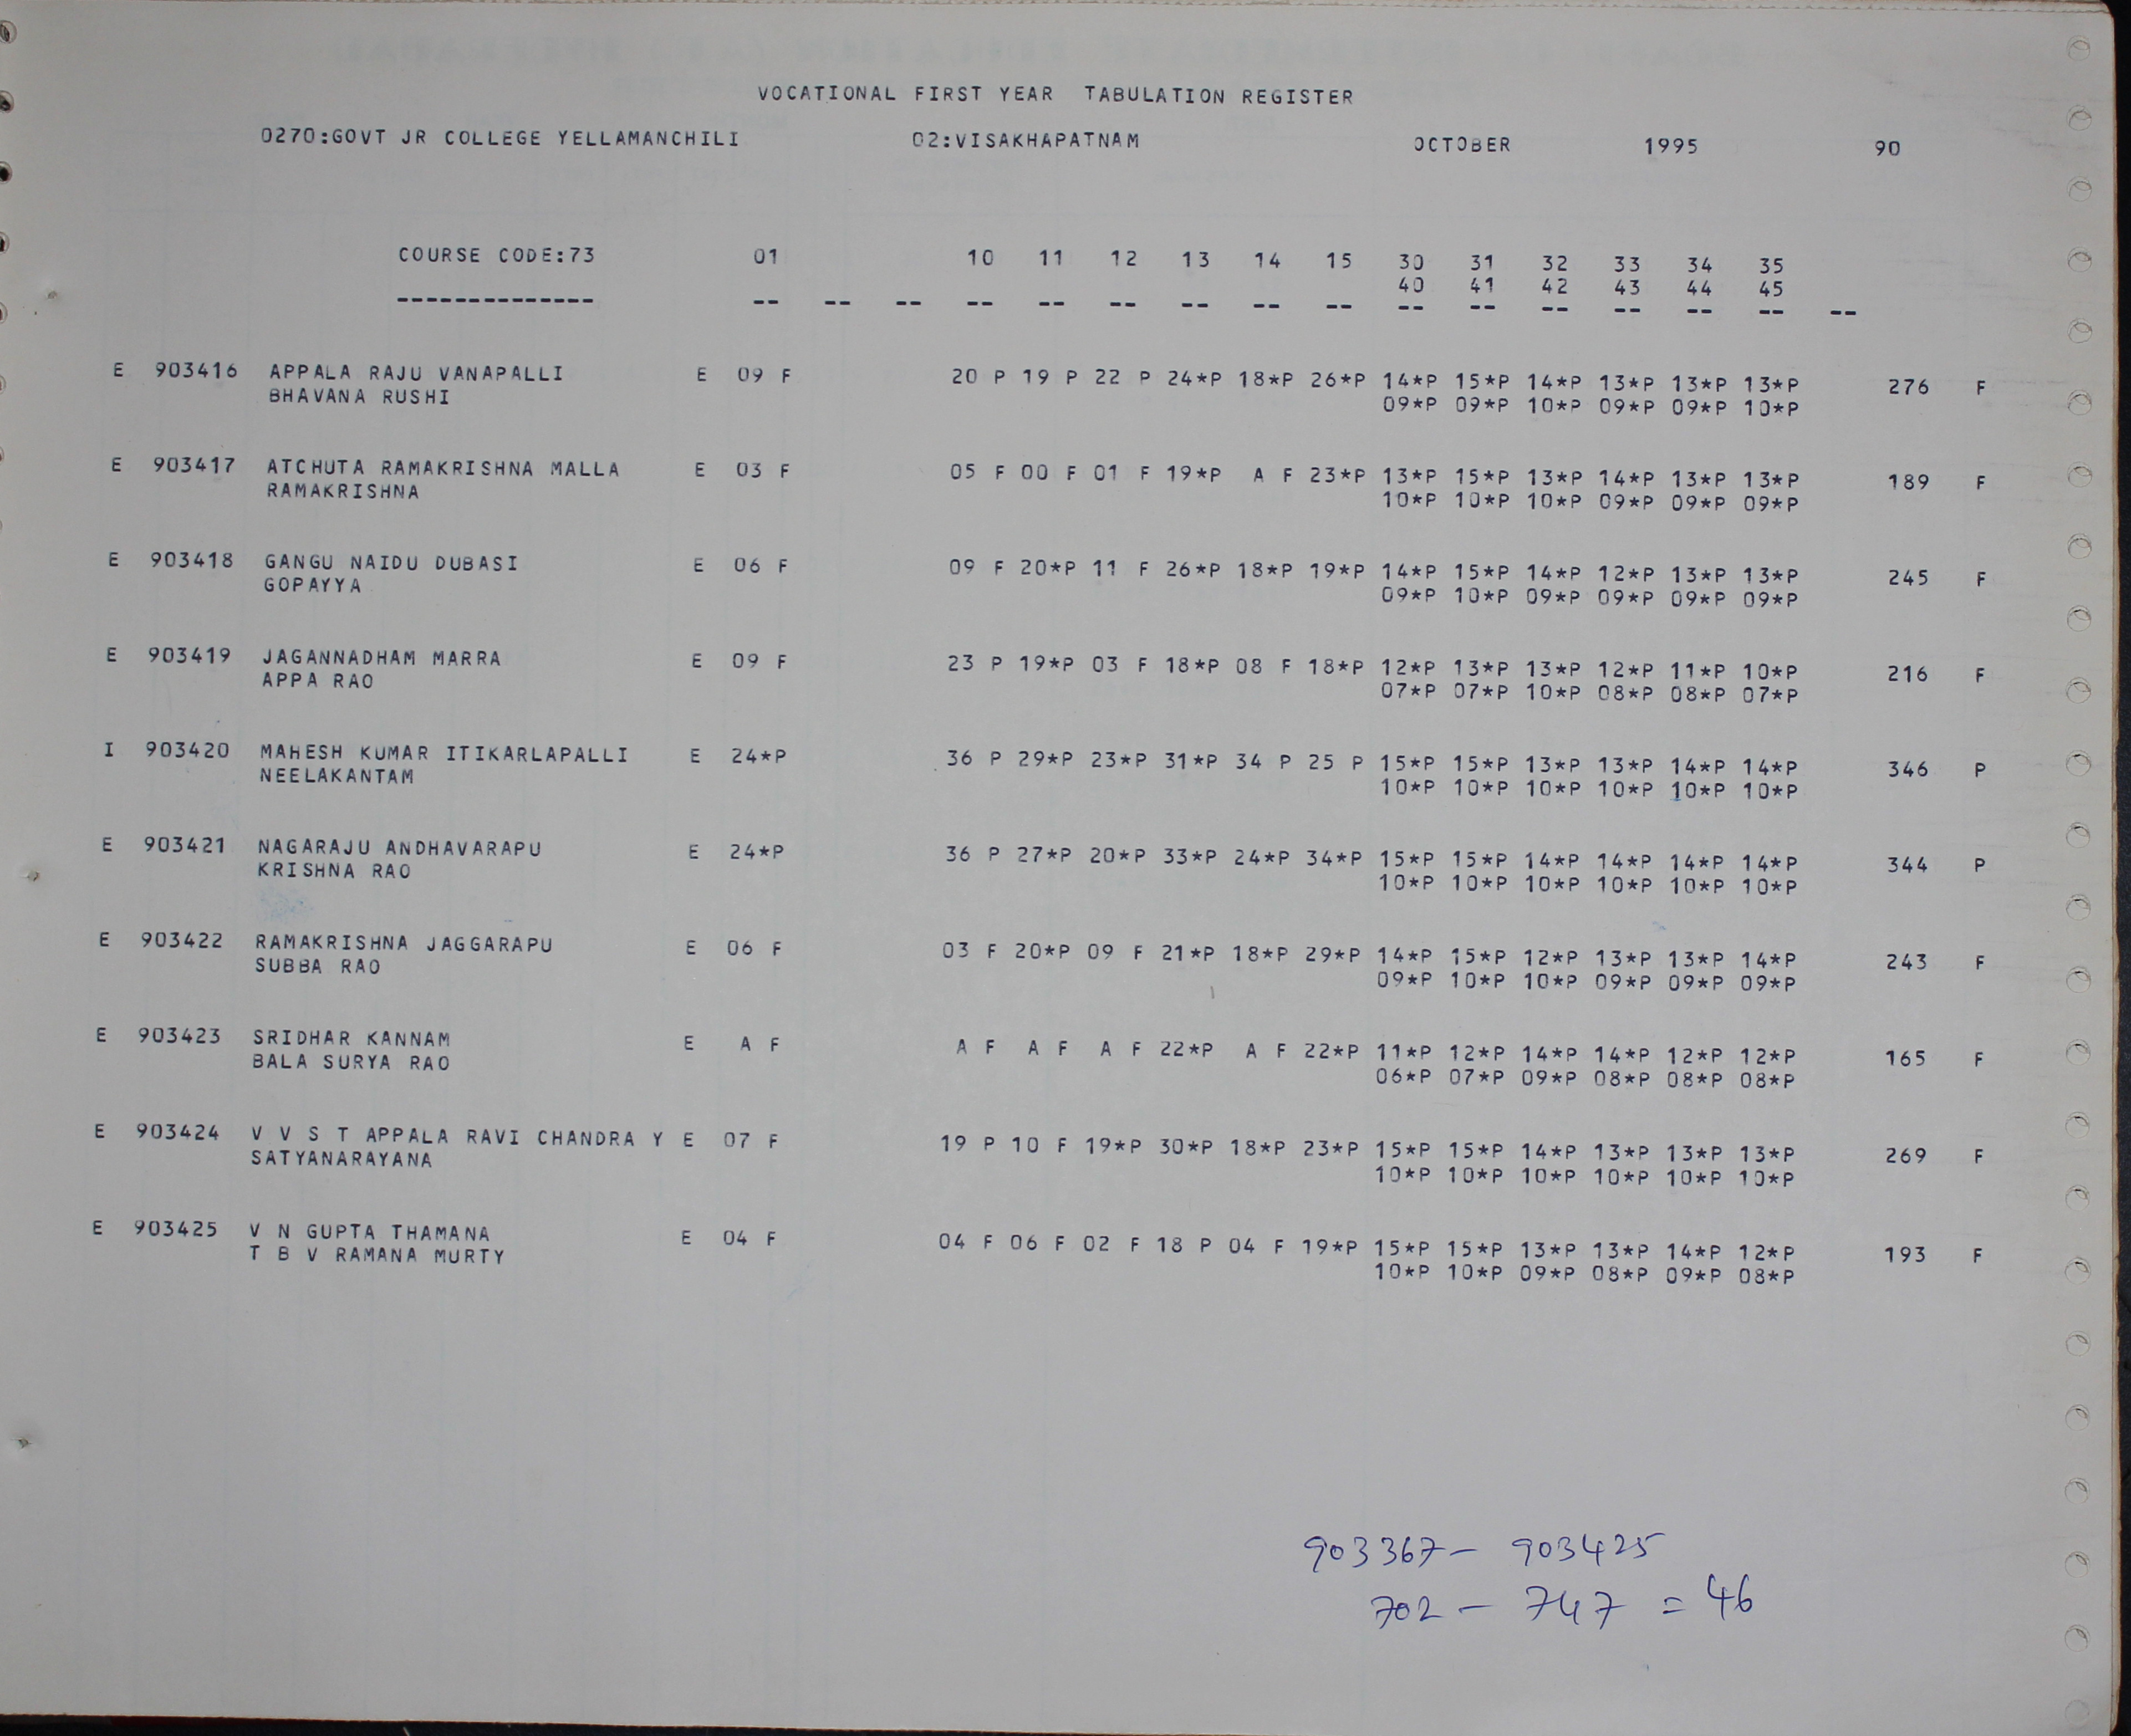 VOCATIONAL FIRST YEAR TABULATION REGISTER
0270:GOVT JR COLLEGE YELLAMANCHILI 02:VISAKHAPATNAM OCTOBER 1995 90
COURSE CODE:73 01 10 11 12 13 14 15 30 31 32 33 34 35
40 41 42 43 44 45
-------------- -- -- -- -- -- -- -- -- -- -- -- -- -- -- -- --
E 903416 APPALA RAJU VANAPALLI E 09 F 20 P 19 P 22 P 24*P 18*P 26*P 14*P 15*P 14*P 13*P 13*P 13*P 276 F
BHAVANA RUSHI 09*P 09*P 10*P 09*P 09*P 10*P
E 903417 ATCHUTA RAMAKRISHNA MALLA E 03 F 05 F 00 F 01 F 19*P A F 23*P 13*P 15*P 13*P 14*P 13*P 13*P 189 F
RAMAKRISHNA 10*P 10*P 10*P 09*P 09*P 09*P
E 903418 GANGU NAIDU DUBASI E 06 F 09 F 20*P 11 F 26*P 18*P 19*P 14*P 15*P 14*P 12*P 13*P 13*P 245 F
GOPAYYA 09*P 10*P 09*P 09*P 09*P 09*P
E 903419 JAGANNADHAM MARRA E 09 F 23 P 19*P 03 F 18*P 08 F 18*P 12*P 13*P 13*P 12*P 11*P 10*P 216 F
APPA RAO 07*P 07*P 10*P 08*P 08*P 07*P
I 903420 MAHESH KUMAR ITIKARLAPALLI E 24*P 36 P 29*P 23*P 31*P 34 P 25 P 15*P 15*P 13*P 13*P 14*P 14*P 346 P
NEELAKANTAM 10*P 10*P 10*P 10*P 10*P 10*P
E 903421 NAGARAJU ANDHAVARAPU E 24*P 36 P 27*P 20*P 33*P 24*P 34*P 15*P 15*P 14*P 14*P 14*P 14*P 344 P
KRISHNA RAO 10*P 10*P 10*P 10*P 10*P 10*P
E 903422 RAMAKRISHNA JAGGARAPU E 06 F 03 F 20*P 09 F 21*P 18*P 29*P 14*P 15*P 12*P 13*P 13*P 14*P 243 F
SUBBA RAO 09*P 10*P 10*P 09*P 09*P 09*P
E 903423 SRIDHAR KANNAM E A F A F A F A F 22*P A F 22*P 11*P 12*P 14*P 14*P 12*P 12*P 165 F
BALA SURYA RAO 06*P 07*P 09*P 08*P 08*P 08*P
E 903424 V V S T APPALA RAVI CHANDRA Y E 07 F 19 P 10 F 19*P 30*P 18*P 23*P 15*P 15*P 14*P 13*P 13*P 13*P 269 F
SATYANARAYANA 10*P 10*P 10*P 10*P 10*P 10*P
E 903425 V N GUPTA THAMANA E 04 F 04 F 06 F 02 F 18 P 04 F 19*P 15*P 15*P 13*P 13*P 14*P 12*P 193 F
T B V RAMANA MURTY 10*P 10*P 09*P 08*P 09*P 08*P
903367 - 903425
702 - 747 = 46